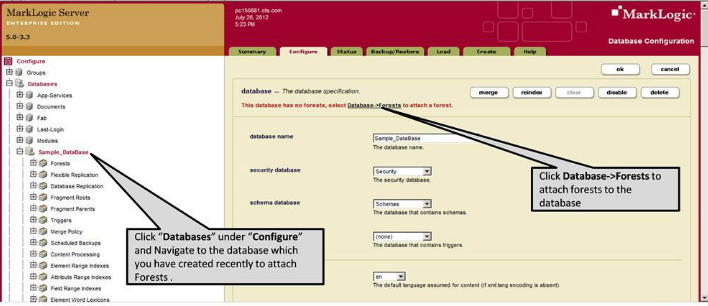 MarkLogic Server
ENTERPRISE EDITION
5.0-3.3
pc150881.cts.com
July 26, 2012
5:23 PM
MarkLogic
Database Configuration
Summary Configure Status Backup/Restore Load Create Help
Configure
Groups
Databases
App-Services
Documents
Fab
Last-Login
Modules
Sample_DataBase
Forests
Flexible Replication
Database Replication
Fragment Roots
Fragment Parents
Triggers
Merge Policy
Scheduled Backups
Content Processing
Element Range Indexes
Attribute Range Indexes
Field Range Indexes
Element Word Lexicons
ok cancel
database -- The database specification.
merge reindex clear disable delete
This database has no forests, select Database->Forests to attach a forest.
database name
Sample_DataBase
The database name.
security database
Security
The security database.
schema database
Schemas
The database that contains schemas.
(none)
The database that contains triggers.
en
The default language assumed for content (if xml:lang encoding is absent)
Click "Databases" under "Configure"
and Navigate to the database which
you have created recently to attach
Forests .
Click Database->Forests to
attach forests to the
database